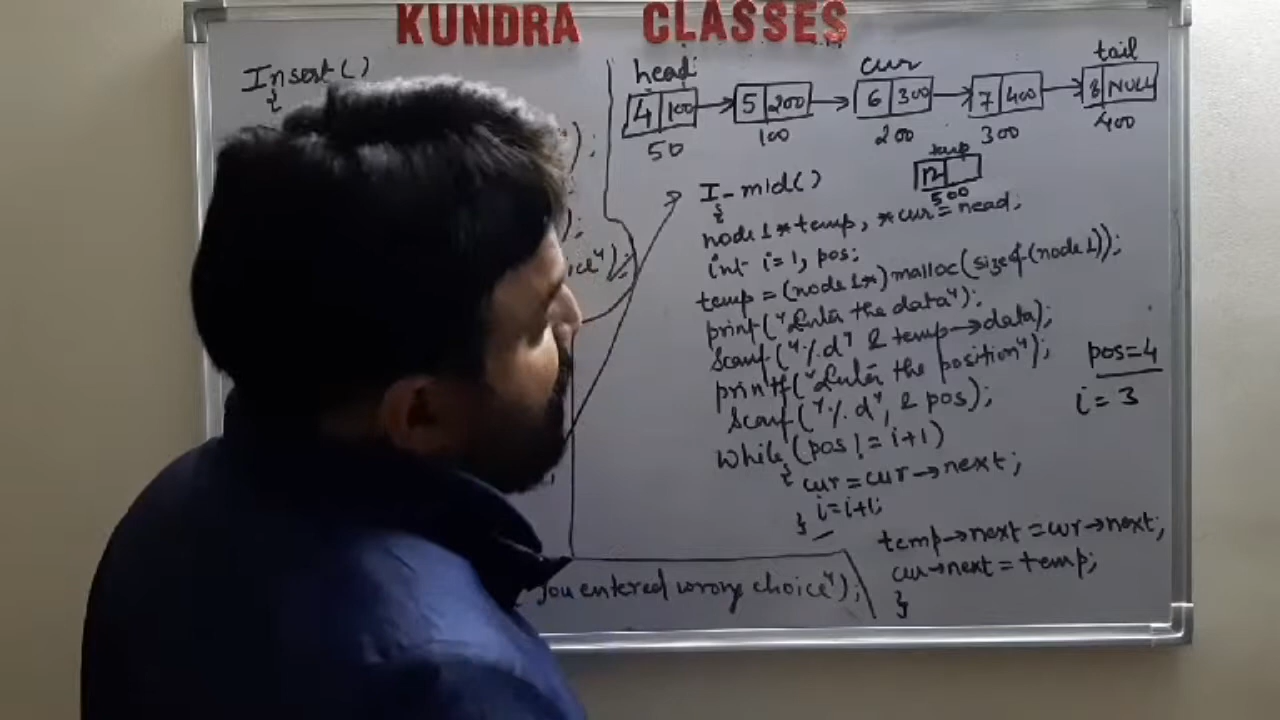 KUNDRA CLASSES
Insert()
{
);
);
ice");
head cur tail
4 100 5 200 6 300 7 400 8 NULL
50 100 200 300 400
temp
12
500
I-mid()
{
node1 *temp, *cur = head;
int i=1, pos;
temp = (node1*) malloc(sizeof(node1));
printf("Enter the data");
Scanf("%d" & temp→data);
printf("Enter the position");
Scanf("%d", & pos);
while(pos != i+1)
{ cur = cur→next;
i=i+1;
}
temp→next = cur→next;
cur→next = temp;
}
pos=4
i=3
you entered wrong choice");